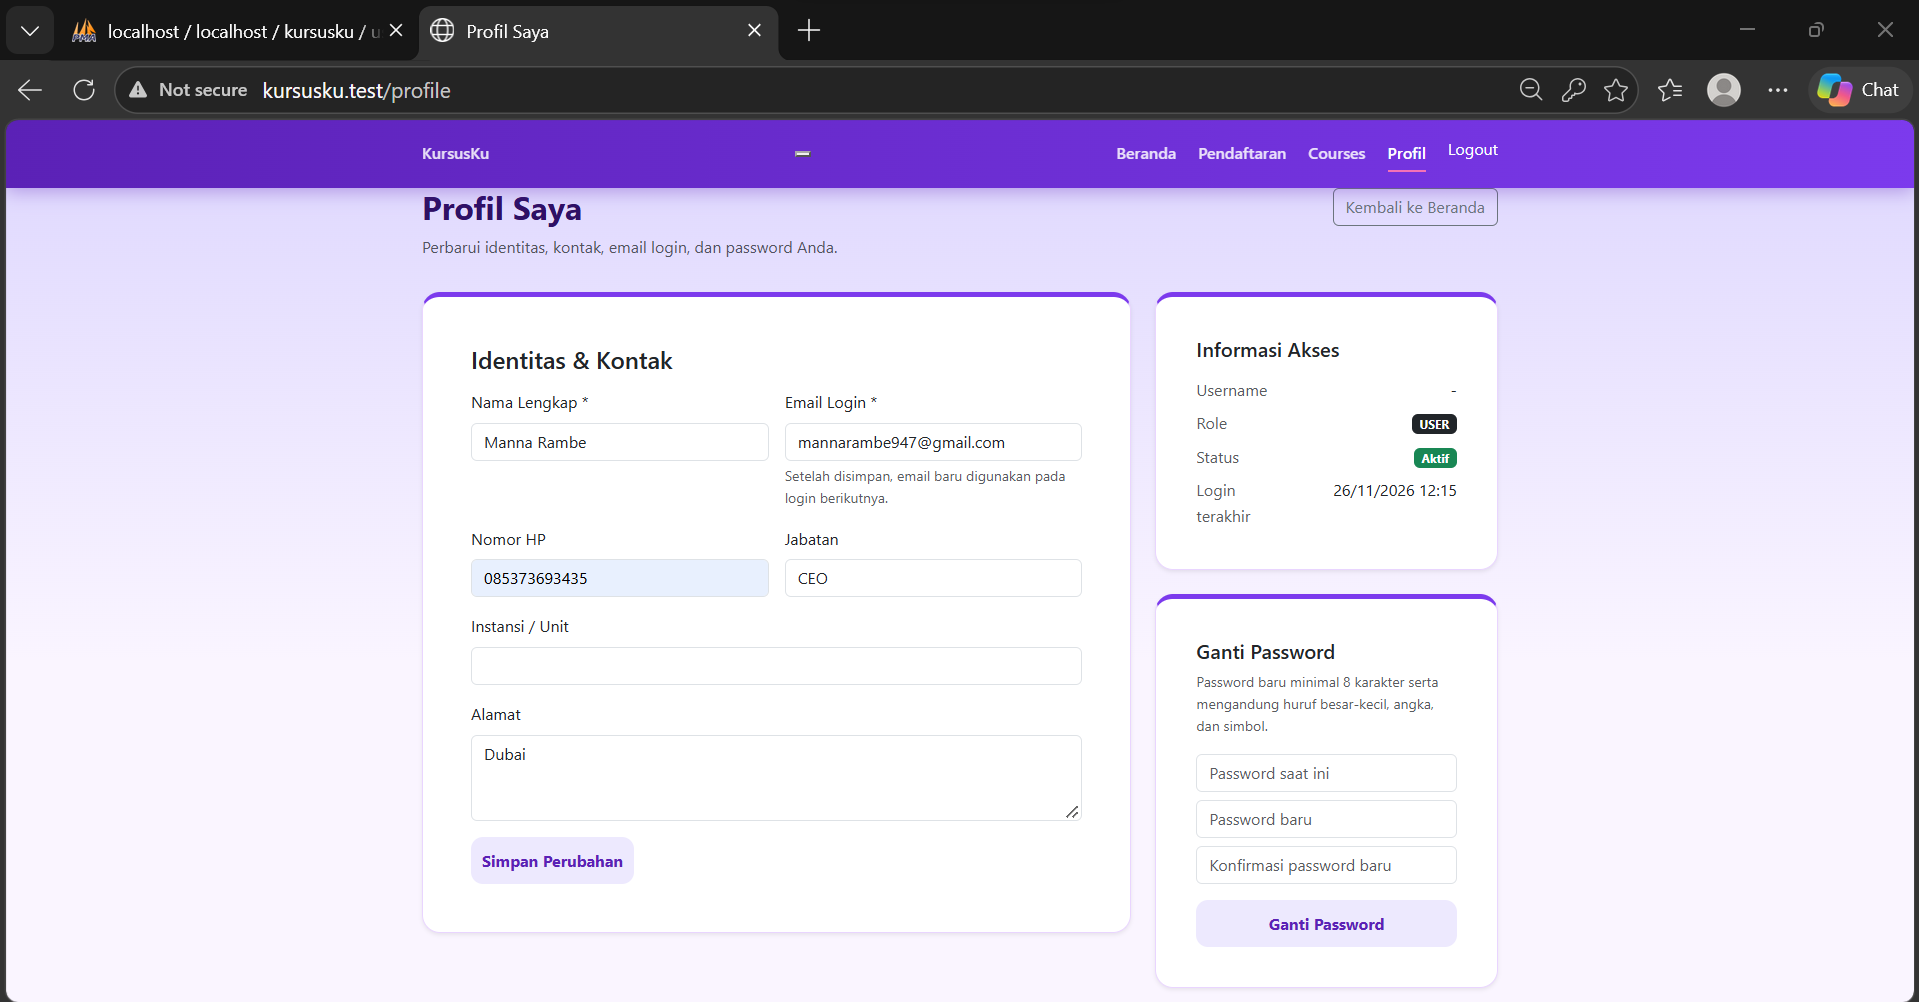 localhost / localhost / kursusku / u
Profil Saya
Not secure
kursusku.test/profile
Chat
KursusKu
Beranda
Pendaftaran
Courses
Profil
Logout
Profil Saya
Kembali ke Beranda
Perbarui identitas, kontak, email login, dan password Anda.
Identitas & Kontak
Nama Lengkap *
Email Login *
Manna Rambe
mannarambe947@gmail.com
Setelah disimpan, email baru digunakan pada
login berikutnya.
Nomor HP
Jabatan
085373693435
CEO
Instansi / Unit
Alamat
Dubai
Simpan Perubahan
Informasi Akses
Username
-
Role
USER
Status
Aktif
Login
terakhir
26/11/2026 12:15
Ganti Password
Password baru minimal 8 karakter serta
mengandung huruf besar-kecil, angka,
dan simbol.
Password saat ini
Password baru
Konfirmasi password baru
Ganti Password